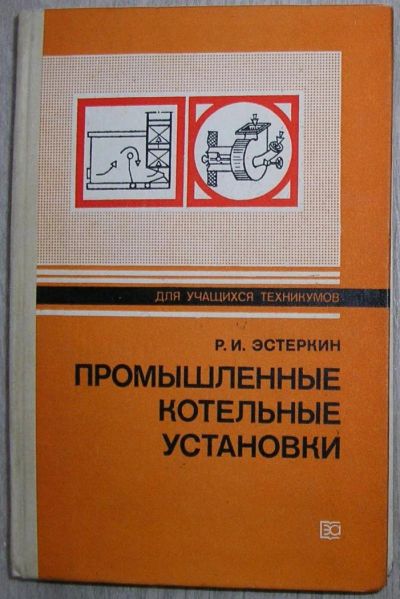 ДЛЯ УЧАЩИХСЯ ТЕХНИКУМОВ
Р. И. ЭСТЕРКИН
ПРОМЫШЛЕННЫЕ
КОТЕЛЬНЫЕ
УСТАНОВКИ